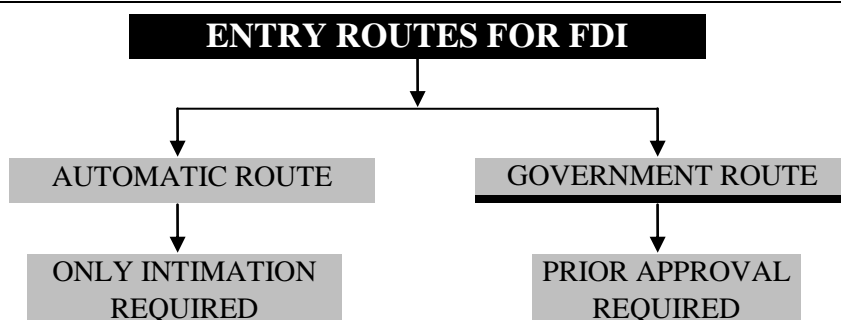 ENTRY ROUTES FOR FDI
AUTOMATIC ROUTE
GOVERNMENT ROUTE
ONLY INTIMATION
REQUIRED
PRIOR APPROVAL
REQUIRED